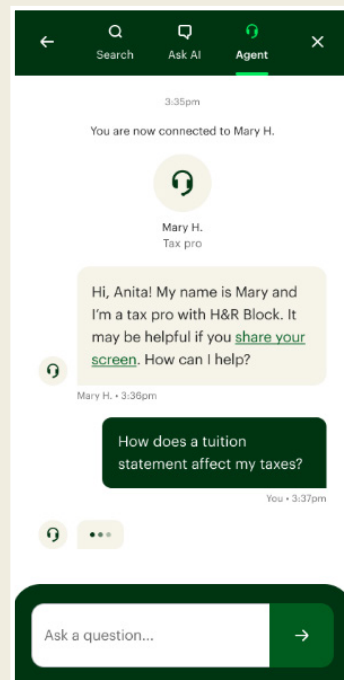 Search
Ask AI
Agent
3:35pm
You are now connected to Mary H.
Mary H.
Tax pro
Hi, Anita! My name is Mary and
I'm a tax pro with H&R Block. It
may be helpful if you share your
screen. How can I help?
Mary H. • 3:36pm
How does a tuition
statement affect my taxes?
You • 3:37pm
Ask a question...